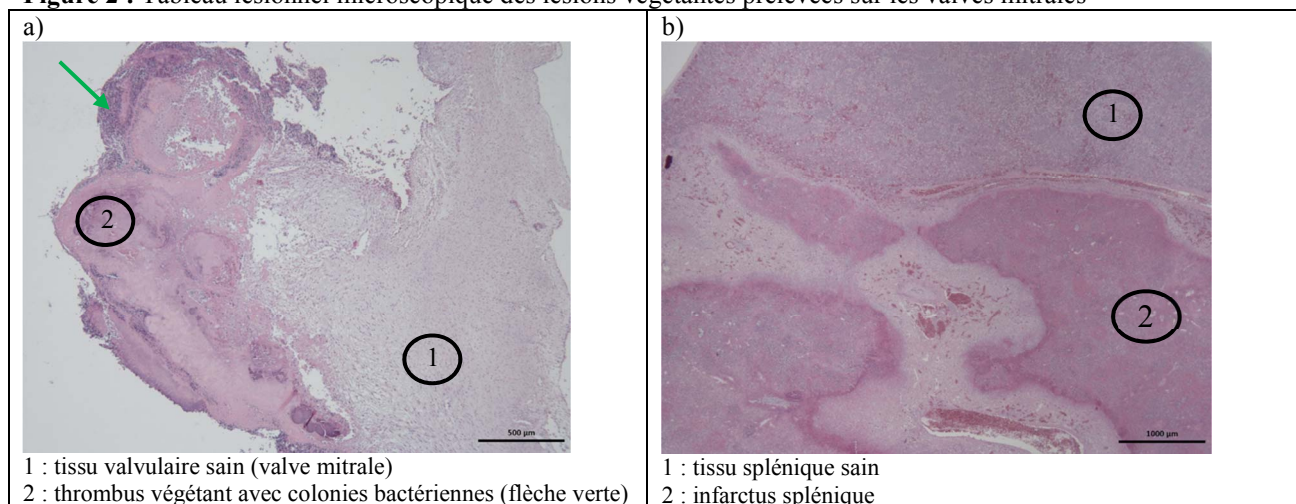 Figure 2 : Tableau lésionnel microscopique des lésions végétantes prélevées sur les valves mitrales
a)
2
1
500 µm
1 : tissu valvulaire sain (valve mitrale)
2 : thrombus végétant avec colonies bactériennes (flèche verte)
b)
1
2
1000 µm
1 : tissu splénique sain
2 : infarctus splénique